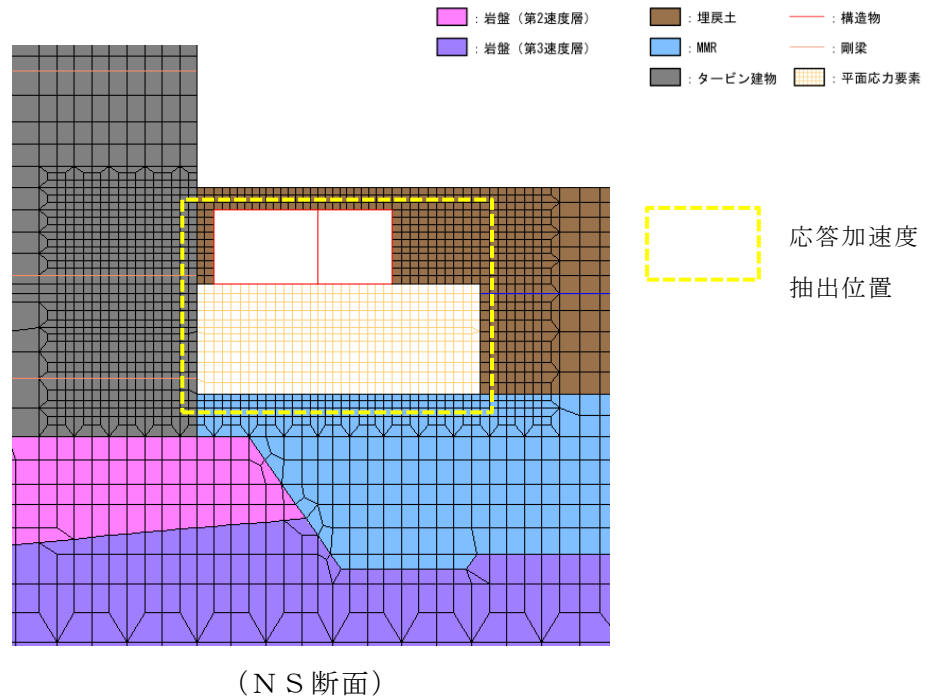 ：岩盤（第2速度層）
：岩盤（第3速度層）
：埋戻土
：構造物
：MMR
：剛梁
：タービン建物
：平面応力要素
応答加速度
抽出位置
（ＮＳ断面）